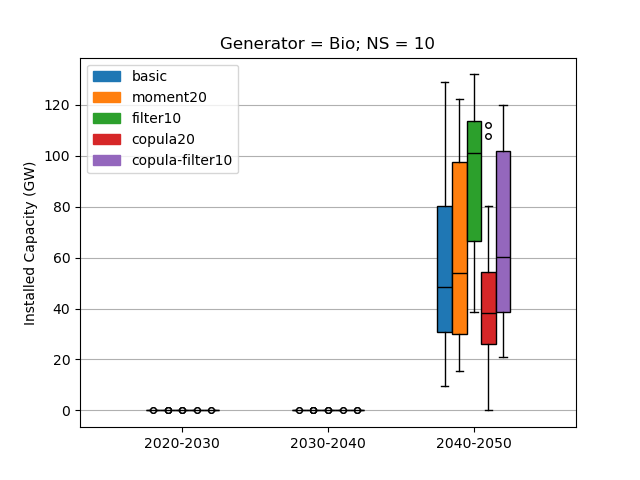 Generator = Bio; NS = 10
Installed Capacity (GW)
120
100
80
60
40
20
0
basic
moment20
filter10
copula20
copula-filter10
2020-2030
2030-2040
2040-2050